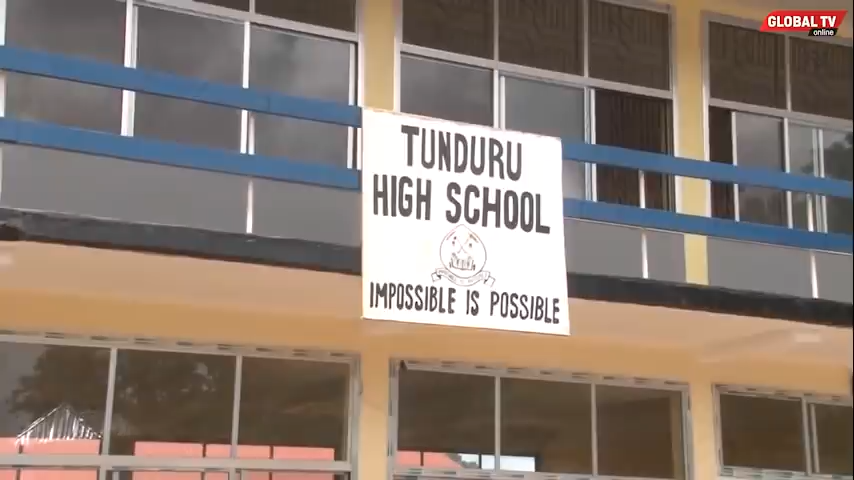 GLOBAL TV
online
TUNDURU
HIGH SCHOOL
IMPOSSIBLE IS POSSIBLE